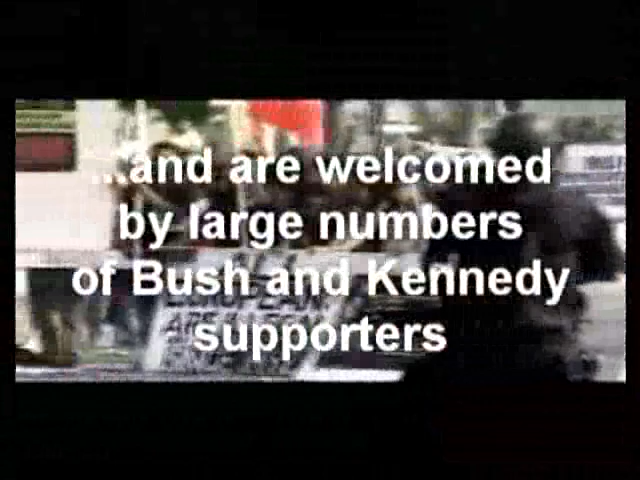 ...and are welcomed
by large numbers
of Bush and Kennedy
supporters